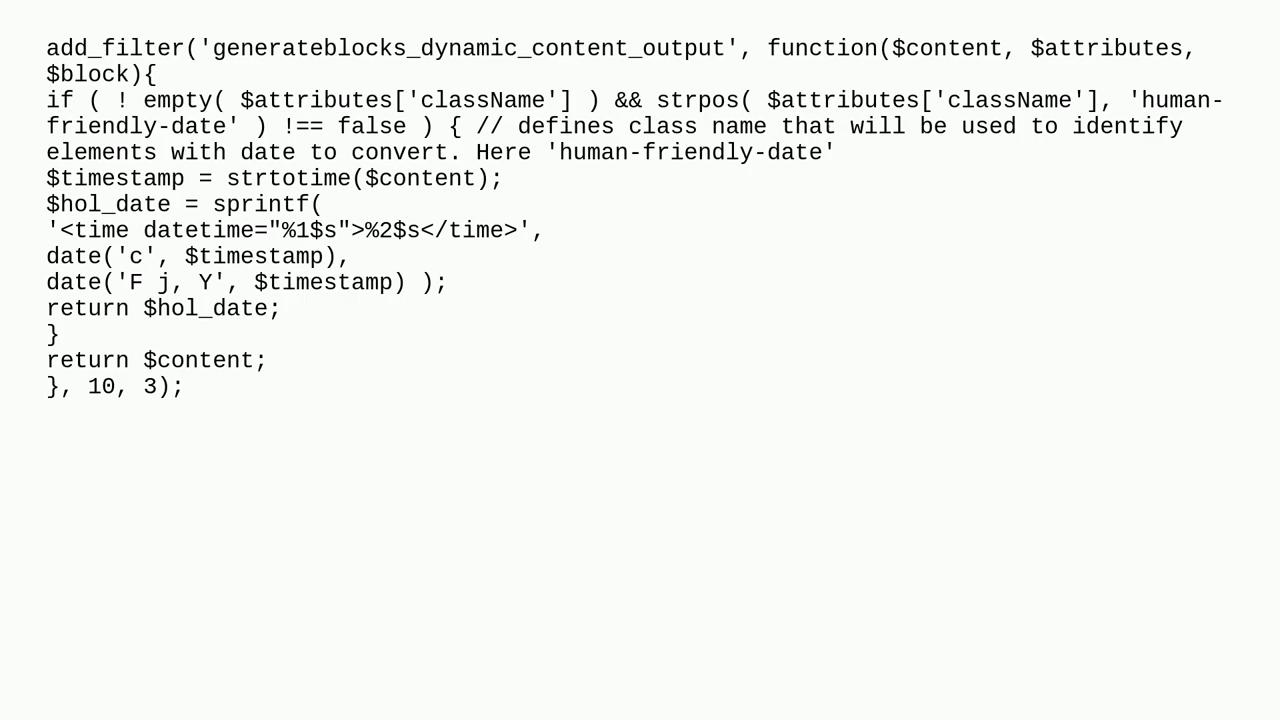 add_filter('generateblocks_dynamic_content_output', function($content, $attributes,
$block){
if ( ! empty( $attributes['className'] ) && strpos( $attributes['className'], 'human-
friendly-date' ) !== false ) { // defines class name that will be used to identify
elements with date to convert. Here 'human-friendly-date'
$timestamp = strtotime($content);
$hol_date = sprintf(
'<time datetime="%1$s">%2$s</time>',
date('c', $timestamp),
date('F j, Y', $timestamp) );
return $hol_date;
}
return $content;
}, 10, 3);